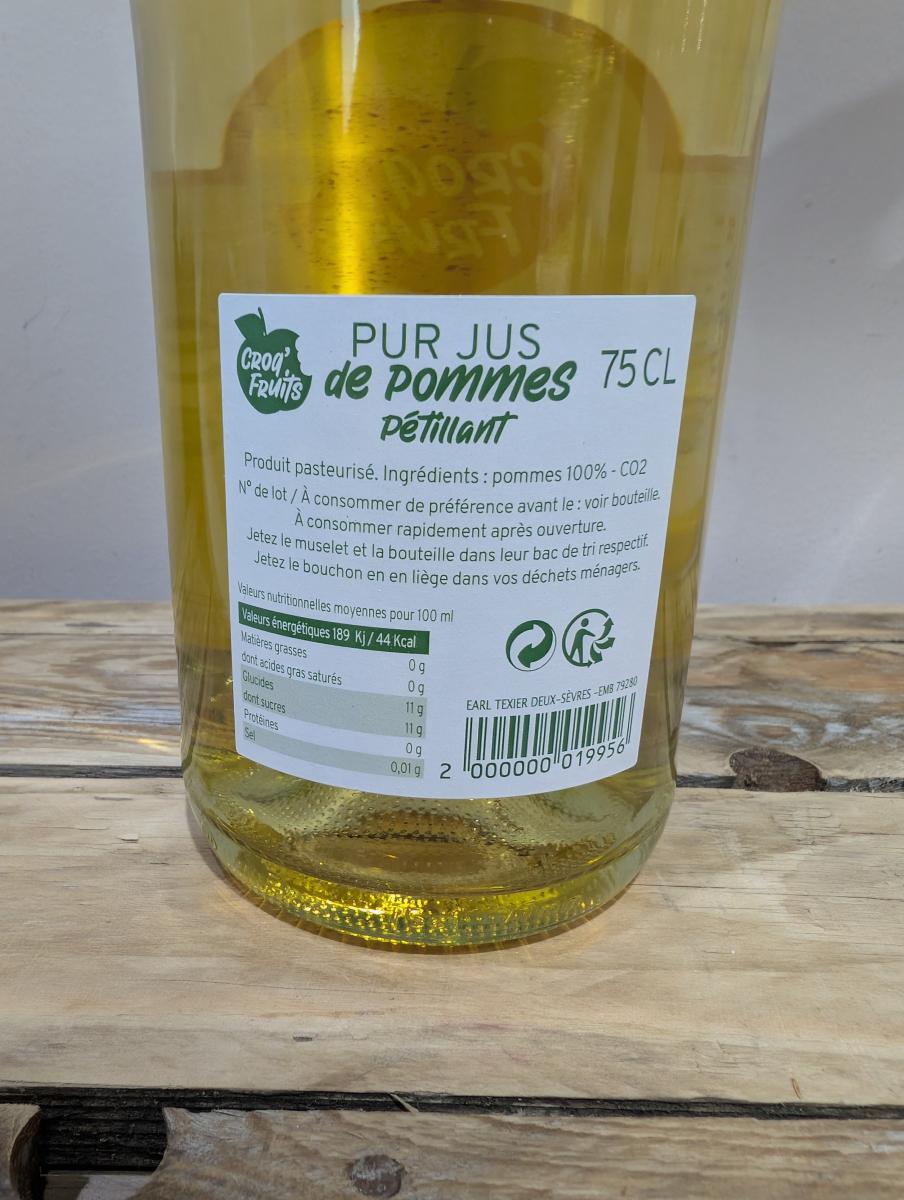 CROQ'
FRUITS
PUR JUS
de pommes
pétillant
75 CL
Produit pasteurisé. Ingrédients : pommes 100% - CO2
N° de lot / À consommer de préférence avant le : voir bouteille.
À consommer rapidement après ouverture.
Jetez le muselet et la bouteille dans leur bac de tri respectif.
Jetez le bouchon en en liège dans vos déchets ménagers.
Valeurs nutritionnelles moyennes pour 100 ml
Valeurs énergétiques 189 Kj / 44 Kcal
Matières grasses 0 g
dont acides gras saturés 0 g
Glucides 11 g
dont sucres 11 g
Protéines 0 g
Sel 0,01 g
EARL TEXIER DEUX-SÈVRES -EMB 79280
2 000000 019956
CROQ
FRUI